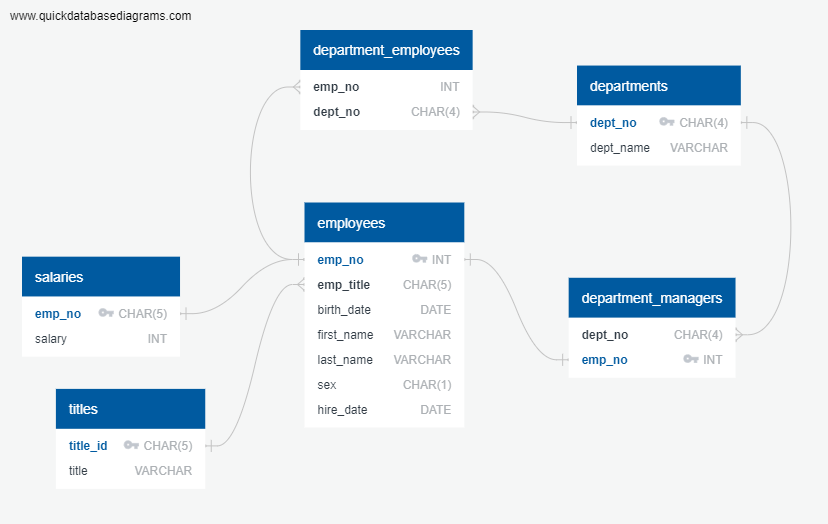 www.quickdatabasediagrams.com
department_employees
emp_no INT
dept_no CHAR(4)
departments
dept_no CHAR(4)
dept_name VARCHAR
employees
emp_no INT
emp_title CHAR(5)
birth_date DATE
first_name VARCHAR
last_name VARCHAR
sex CHAR(1)
hire_date DATE
salaries
emp_no CHAR(5)
salary INT
department_managers
dept_no CHAR(4)
emp_no INT
titles
title_id CHAR(5)
title VARCHAR